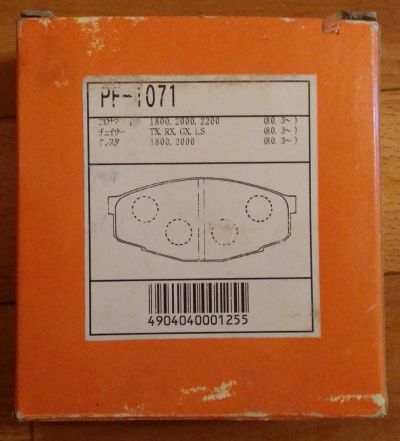 PF-1071
1800, 2000, 2200 (80. 3~)
チェイサー TX, RX, GX, LS (80. 3~)
クレスタ 1800, 2000 (80. 3~)
4904040001255